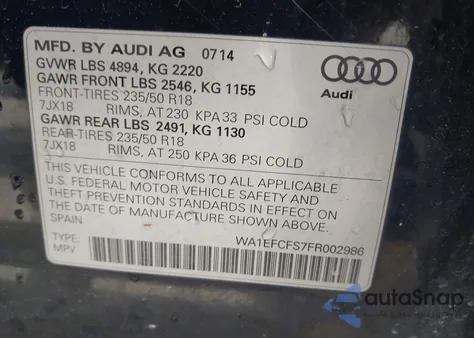 MFD. BY AUDI AG 07/14
GVWR LBS 4894, KG 2220
GAWR FRONT LBS 2546, KG 1155
FRONT-TIRES 235/50 R18
7JX18 RIMS, AT 230 KPA 33 PSI COLD
GAWR REAR LBS 2491, KG 1130
REAR-TIRES 235/50 R18
7JX18 RIMS, AT 250 KPA 36 PSI COLD
THIS VEHICLE CONFORMS TO ALL APPLICABLE
U.S. FEDERAL MOTOR VEHICLE SAFETY AND
THEFT PREVENTION STANDARDS IN EFFECT ON
THE DATE OF MANUFACTURE SHOWN ABOVE.
SPAIN
TYPE:
MPV
WA1EFCFS7FR002986
Audi
autoSnap